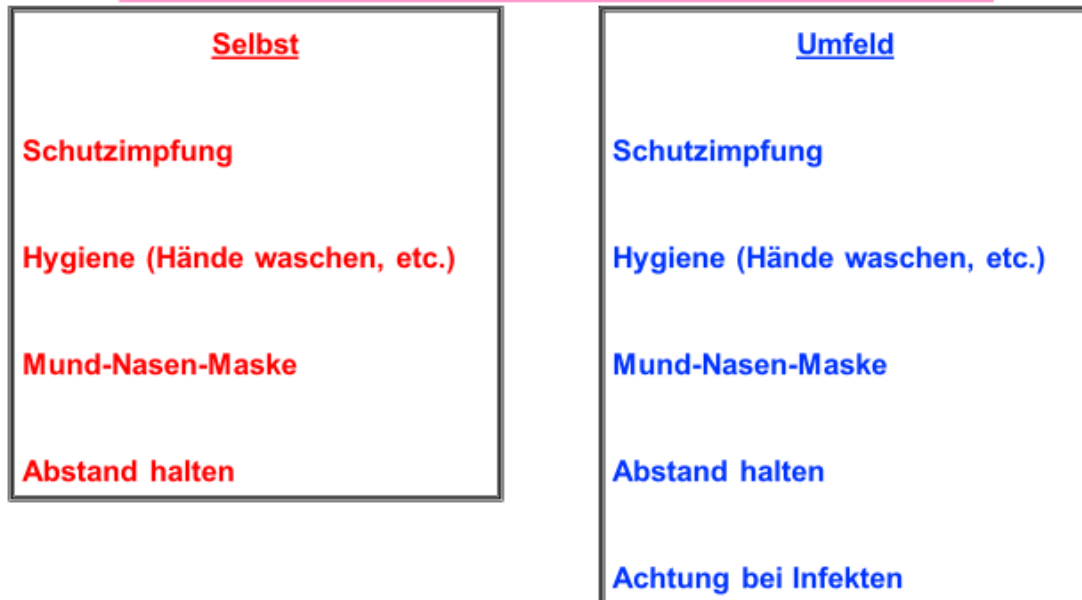 Selbst
Schutzimpfung
Hygiene (Hände waschen, etc.)
Mund-Nasen-Maske
Abstand halten
Umfeld
Schutzimpfung
Hygiene (Hände waschen, etc.)
Mund-Nasen-Maske
Abstand halten
Achtung bei Infekten